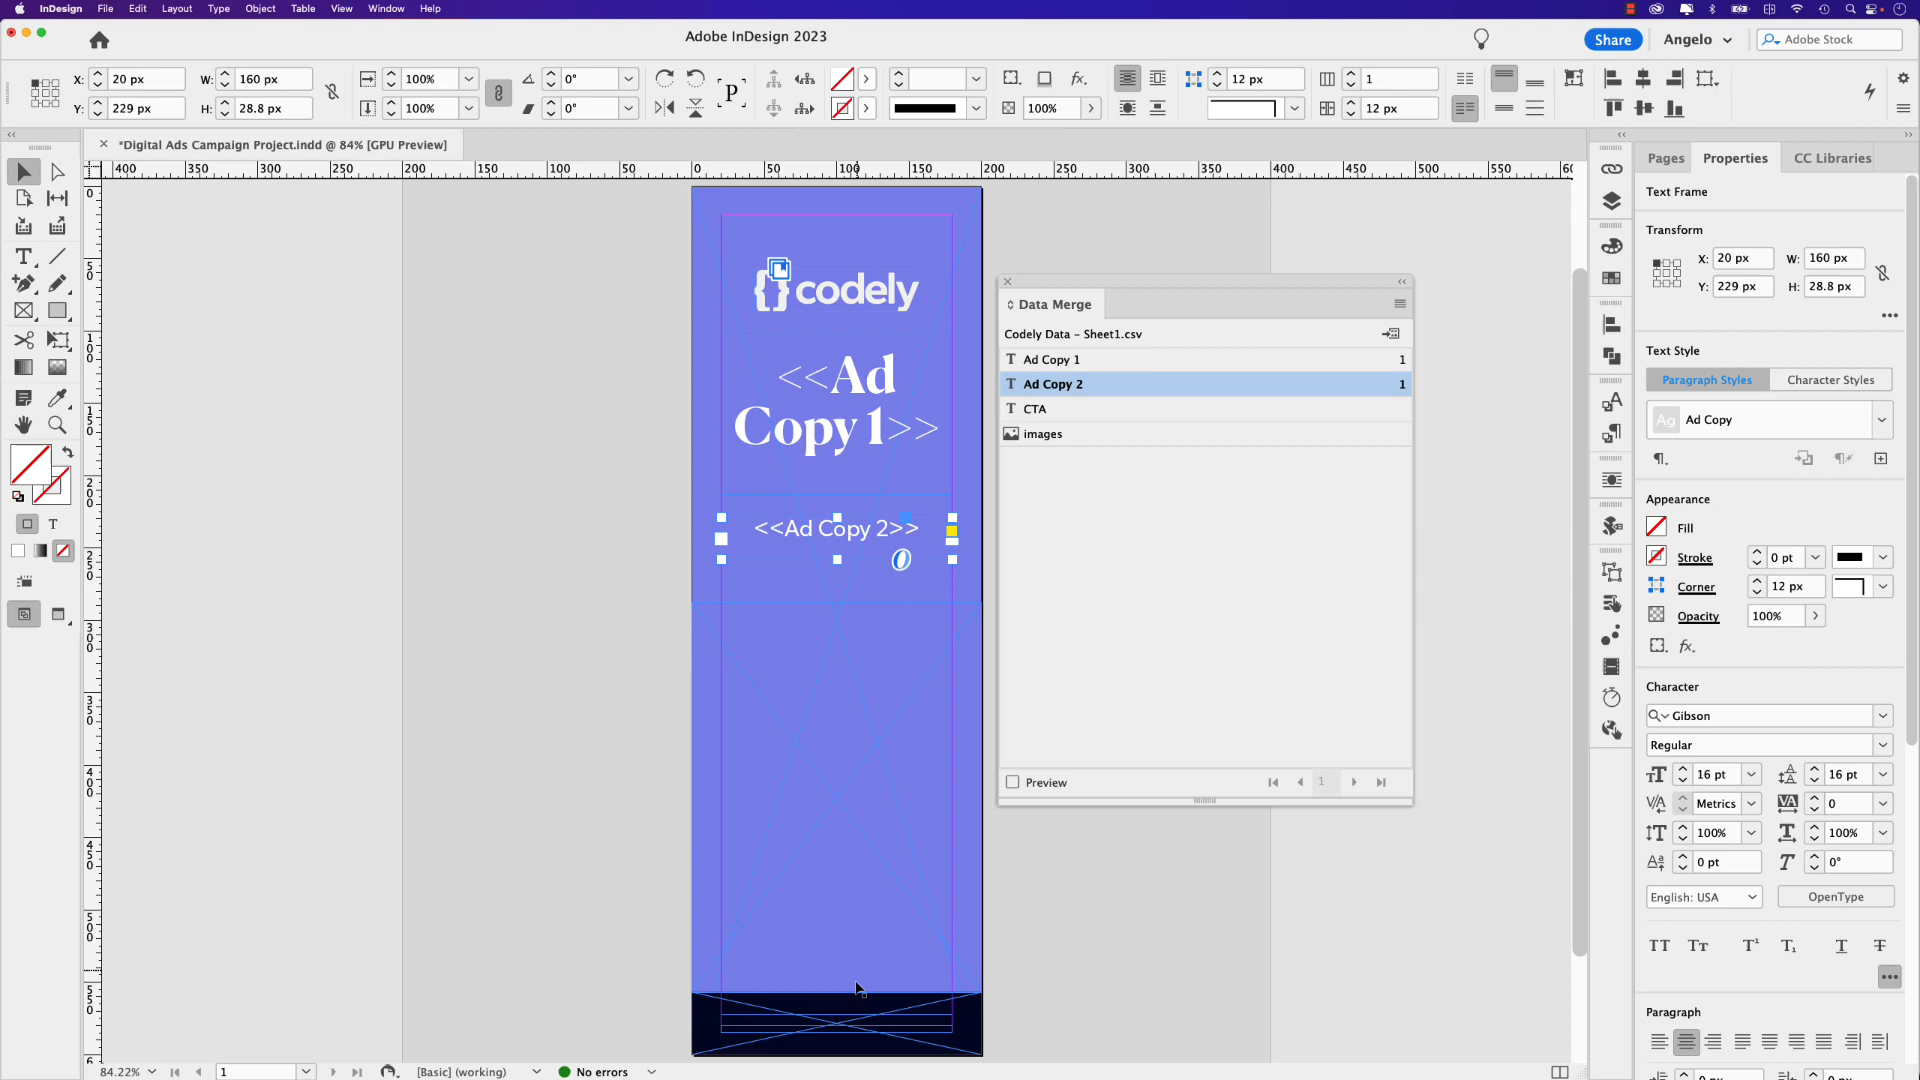 InDesign File Edit Layout Type Object Table View Window Help
Adobe InDesign 2023
Share
Angelo
Adobe Stock
X: 20 px W: 160 px 100% 0° P fx. 12 px 1
Y: 229 px H: 28.8 px 100% 0° 100% 12 px
*Digital Ads Campaign Project.indd @ 84% [GPU Preview]
400 350 300 250 200 150 100 50 0 50 100 150 200 250 300 350 400 450 500 550
{} codely
<<Ad
Copy 1>>
<<Ad Copy 2>>
Data Merge
Codely Data - Sheet1.csv
Ad Copy 1 1
Ad Copy 2 1
CTA
images
Preview 1
Pages Properties CC Libraries
Text Frame
Transform
X: 20 px W: 160 px
Y: 229 px H: 28.8 px
Text Style
Paragraph Styles Character Styles
Ag Ad Copy
Appearance
Fill
Stroke 0 pt
Corner 12 px
Opacity 100%
fx.
Character
Gibson
Regular
16 pt 16 pt
Metrics 0
100% 100%
0 pt 0°
English: USA OpenType
Paragraph
84.22% 1 [Basic] (working) No errors